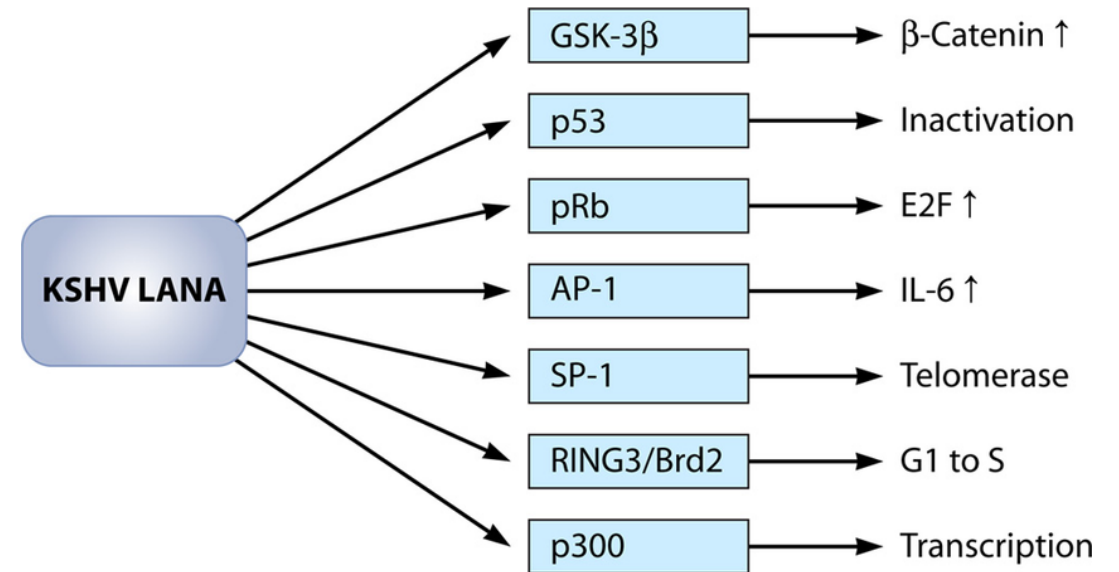 KSHV LANA
GSK-3β
β-Catenin ↑
p53
Inactivation
pRb
E2F ↑
AP-1
IL-6 ↑
SP-1
Telomerase
RING3/Brd2
G1 to S
p300
Transcription